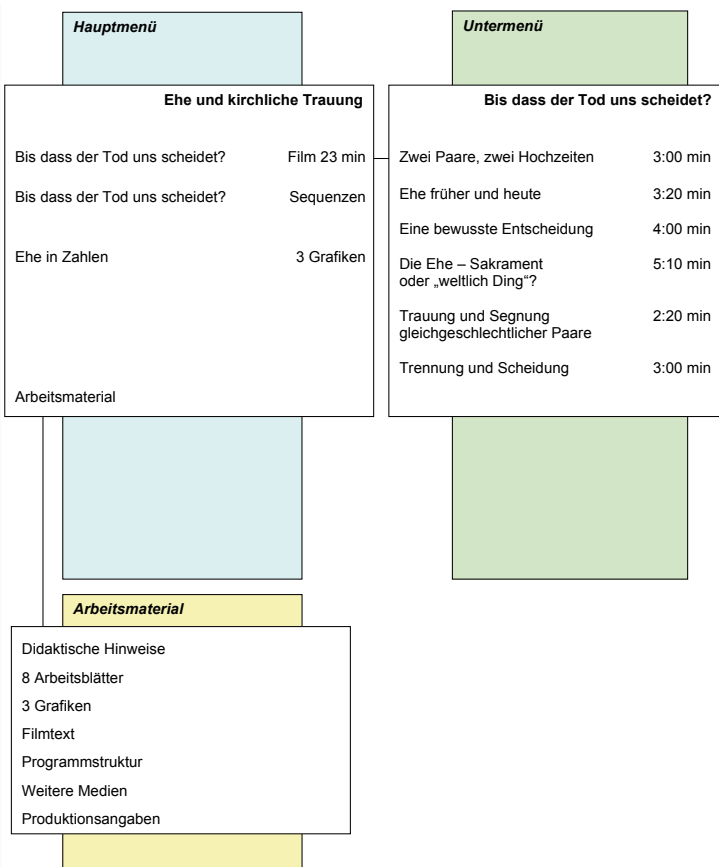 Hauptmenü
Ehe und kirchliche Trauung
Bis dass der Tod uns scheidet? Film 23 min
Bis dass der Tod uns scheidet? Sequenzen
Ehe in Zahlen 3 Grafiken
Arbeitsmaterial
Untermenü
Bis dass der Tod uns scheidet?
Zwei Paare, zwei Hochzeiten 3:00 min
Ehe früher und heute 3:20 min
Eine bewusste Entscheidung 4:00 min
Die Ehe – Sakrament 5:10 min
oder „weltlich Ding“?
Trauung und Segnung 2:20 min
gleichgeschlechtlicher Paare
Trennung und Scheidung 3:00 min
Arbeitsmaterial
Didaktische Hinweise
8 Arbeitsblätter
3 Grafiken
Filmtext
Programmstruktur
Weitere Medien
Produktionsangaben